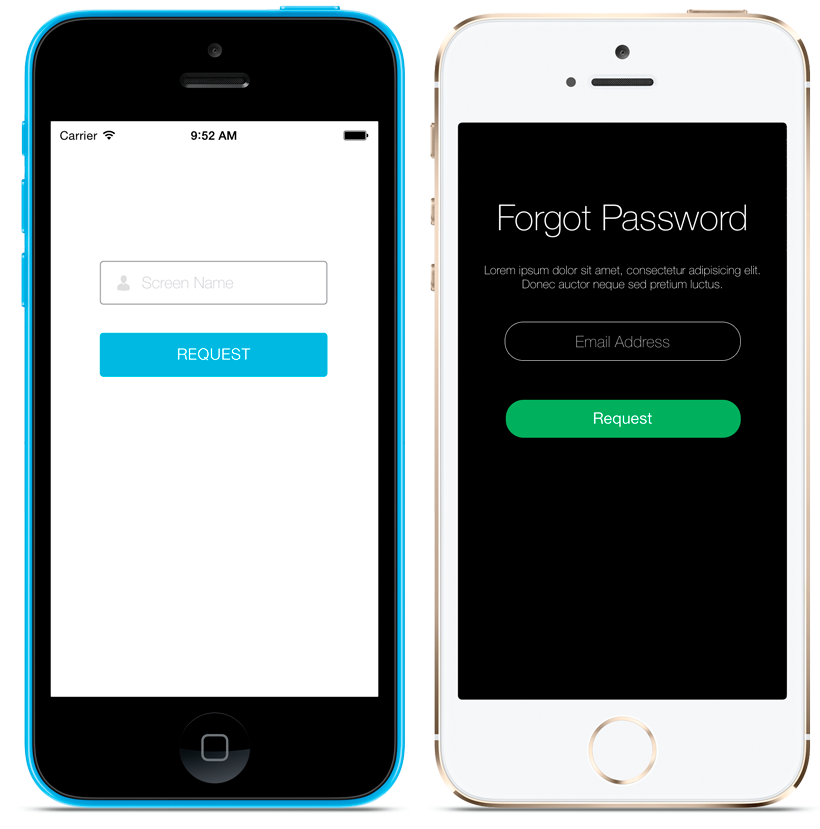 Carrier 9:52 AM
Screen Name
REQUEST
Forgot Password
Lorem ipsum dolor sit amet, consectetur adipisicing elit.
Donec auctor neque sed pretium luctus.
Email Address
Request